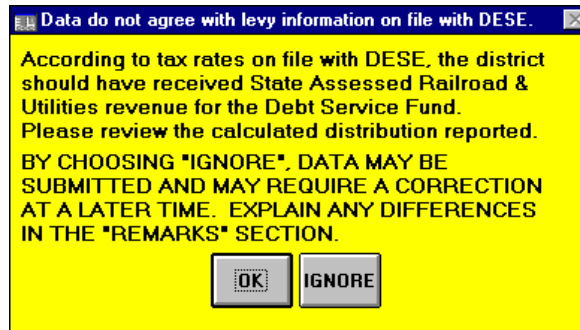 Data do not agree with levy information on file with DESE.
According to tax rates on file with DESE, the district
should have received State Assessed Railroad &
Utilities revenue for the Debt Service Fund.
Please review the calculated distribution reported.
BY CHOOSING "IGNORE", DATA MAY BE
SUBMITTED AND MAY REQUIRE A CORRECTION
AT A LATER TIME.  EXPLAIN ANY DIFFERENCES
IN THE "REMARKS" SECTION.
OK IGNORE